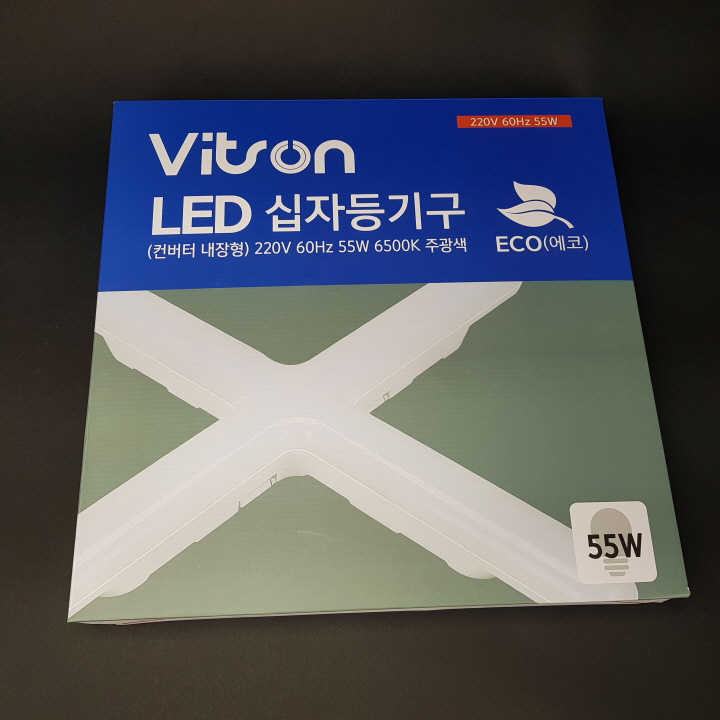 220V 60Hz 55W
Vitron
LED 십자등기구
(컨버터 내장형) 220V 60Hz 55W 6500K 주광색
ECO(에코)
55W